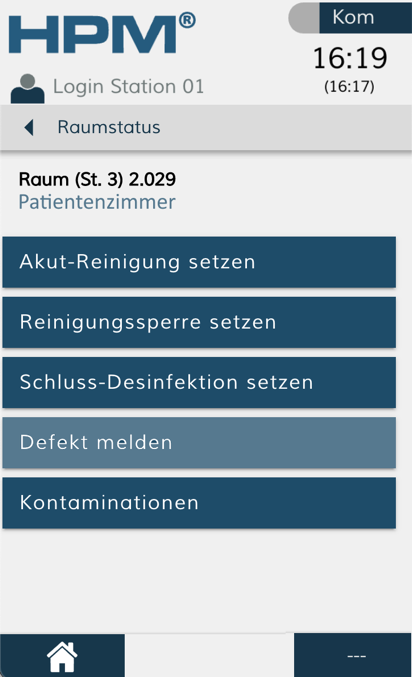 HPM®
Kom
16:19
(16:17)
Login Station 01
Raumstatus
Raum (St. 3) 2.029
Patientenzimmer
Akut-Reinigung setzen
Reinigungssperre setzen
Schluss-Desinfektion setzen
Defekt melden
Kontaminationen
---